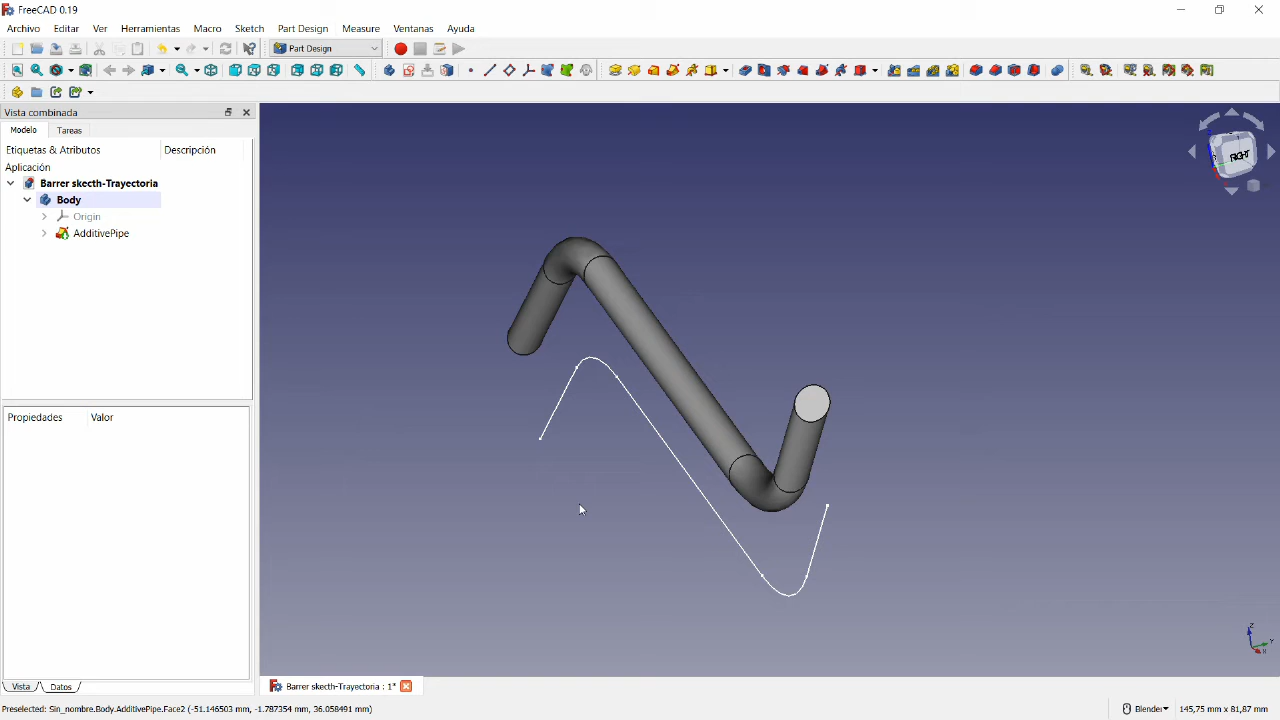 FreeCAD 0.19
Archivo Editar Ver Herramientas Macro Sketch Part Design Measure Ventanas Ayuda
Part Design
Vista combinada
Modelo Tareas
Etiquetas & Atributos Descripción
Aplicación
Barrer skecth-Trayectoria
Body
Origin
AdditivePipe
Propiedades Valor
RIGHT
Z
Y
X
Vista Datos
Barrer skecth-Trayectoria : 1*
Preselected: Sin_nombre.Body.AdditivePipe.Face2 (-51.146503 mm, -1.787354 mm, 36.058491 mm)
Blender 145,75 mm x 81,87 mm